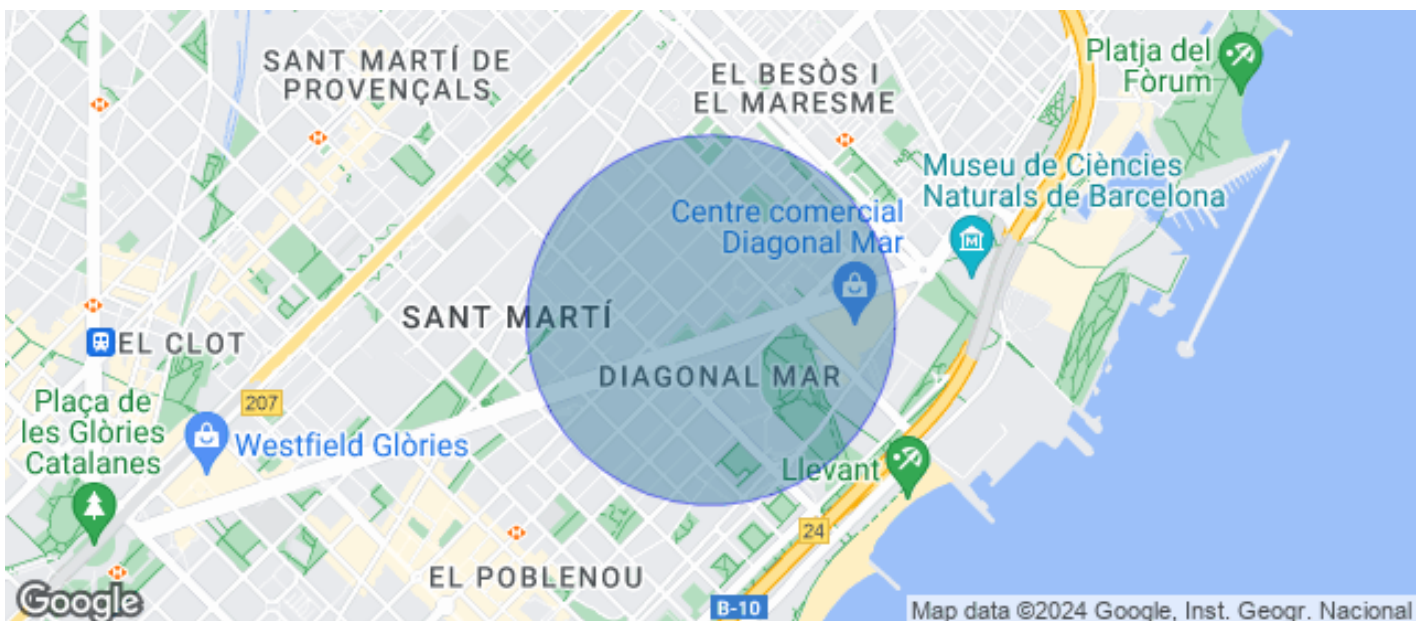 SANT MARTÍ DE
PROVENÇALS
EL BESÒS I
EL MARESME
Platja del
Fòrum
Museu de Ciències
Naturals de Barcelona
Centre comercial
Diagonal Mar
SANT MARTÍ
EL CLOT
DIAGONAL MAR
207
Plaça de
les Glòries
Catalanes
Westfield Glòries
Llevant
24
EL POBLENOU
B-10
Google
Map data ©2024 Google, Inst. Geogr. Nacional